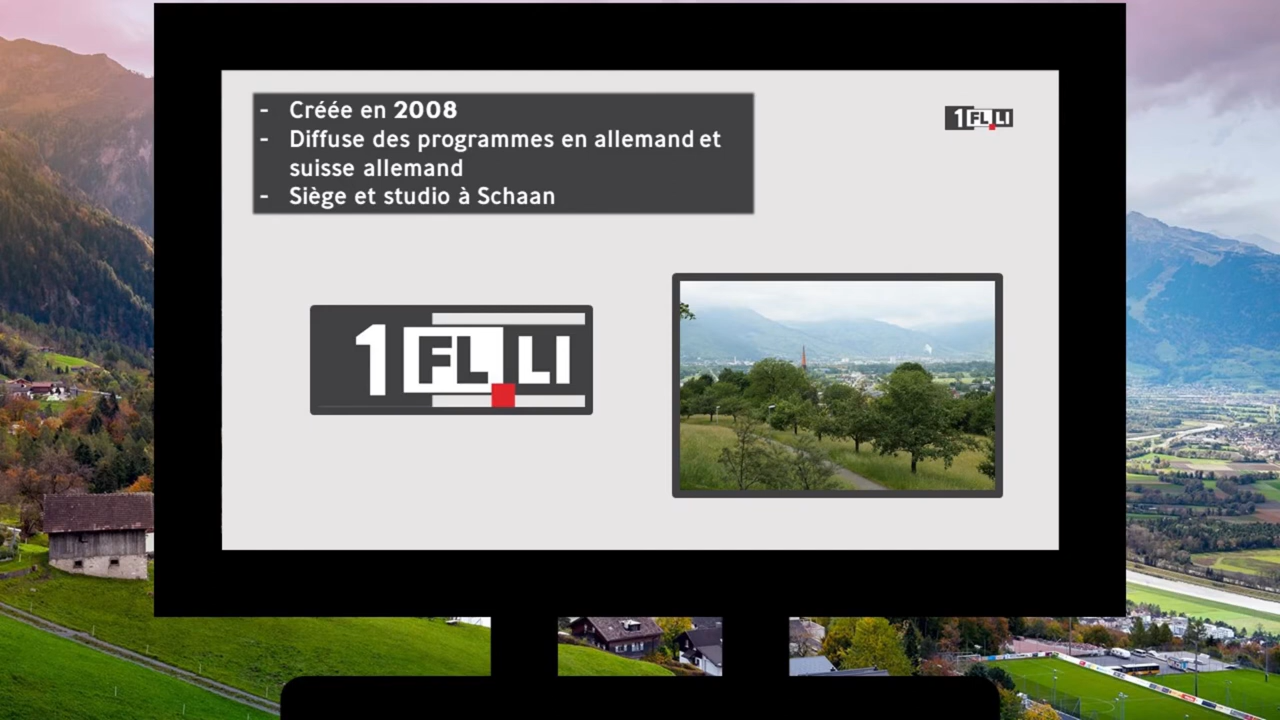 - Créée en 2008
- Diffuse des programmes en allemand et
suisse allemand
- Siège et studio à Schaan
1FL.LI
1FL.LI